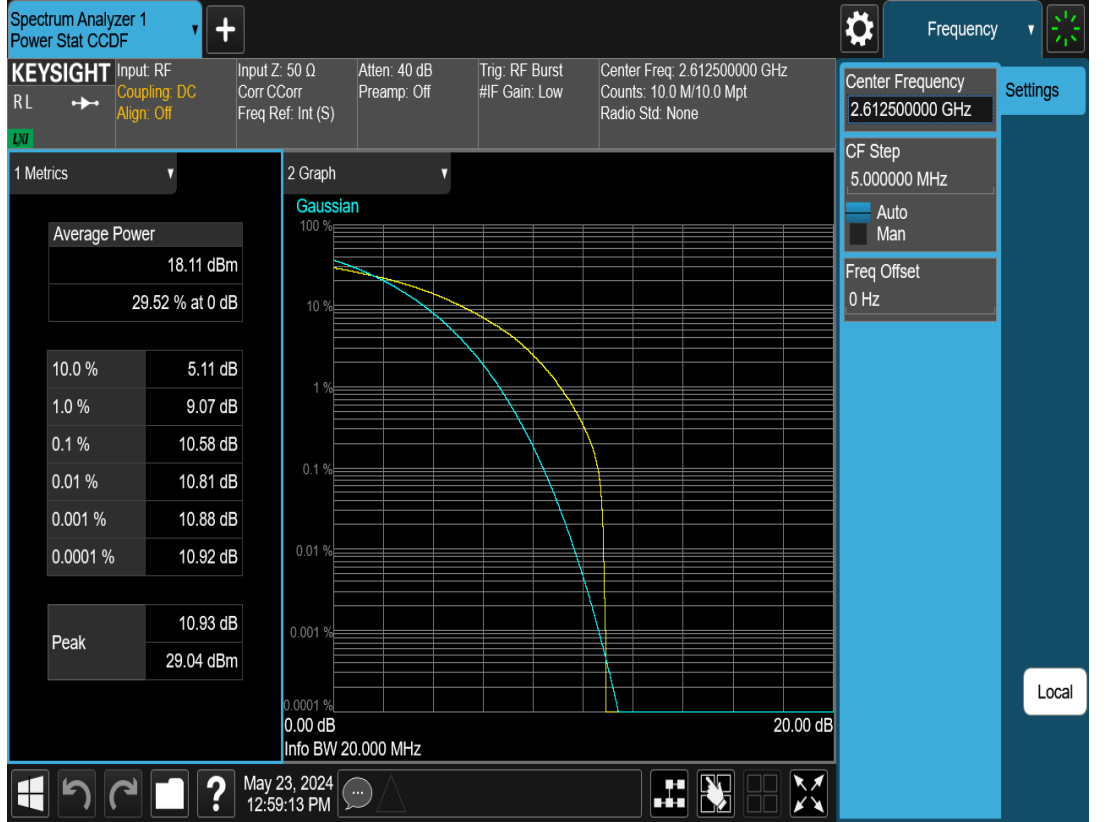 Spectrum Analyzer 1
Power Stat CCDF
▼
+
Frequency ▼
KEYSIGHT
RL
LXI
Input: RF
Coupling: DC
Align: Off
Input Z: 50 Ω
Corr CCorr
Freq Ref: Int (S)
Atten: 40 dB
Preamp: Off
Trig: RF Burst
#IF Gain: Low
Center Freq: 2.612500000 GHz
Counts: 10.0 M/10.0 Mpt
Radio Std: None
Center Frequency
2.612500000 GHz
Settings
CF Step
5.000000 MHz
Auto
Man
Freq Offset
0 Hz
Local
1 Metrics ▼
Average Power
18.11 dBm
29.52 % at 0 dB
10.0 % 5.11 dB
1.0 % 9.07 dB
0.1 % 10.58 dB
0.01 % 10.81 dB
0.001 % 10.88 dB
0.0001 % 10.92 dB
Peak
10.93 dB
29.04 dBm
2 Graph ▼
Gaussian
100 %
10 %
1 %
0.1 %
0.01 %
0.001 %
0.0001 %
0.00 dB 20.00 dB
Info BW 20.000 MHz
?
May 23, 2024
12:59:13 PM